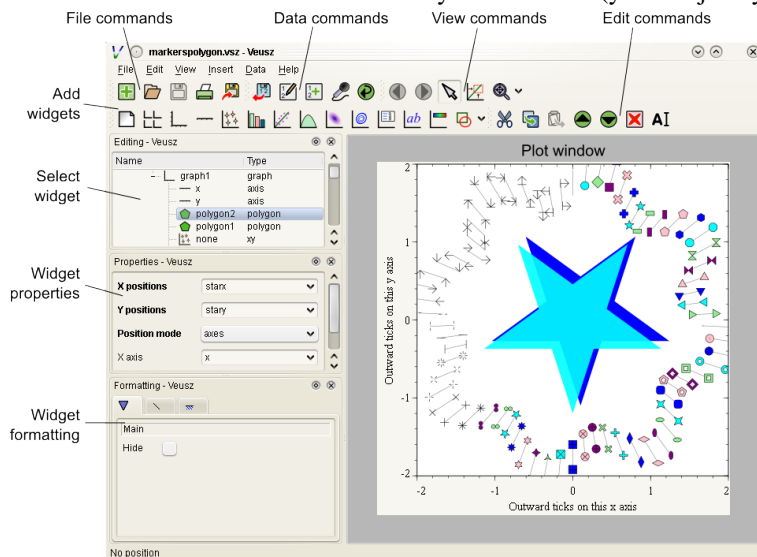 File commands
Data commands
View commands
Edit commands
markerspolygon.vsz - Veusz
File Edit View Insert Data Help
Add
widgets
ab
AI
Editing - Veusz
Name Type
graph1 graph
x axis
y axis
polygon2 polygon
polygon1 polygon
none xy
Select
widget
Properties - Veusz
X positions starx
Y positions stary
Position mode axes
X axis x
Widget
properties
Formatting - Veusz
Main
Hide
Widget
formatting
No position
Plot window
2
1
0
-1
-2
Outward ticks on this y axis
-2 -1 0 1 2
Outward ticks on this x axis